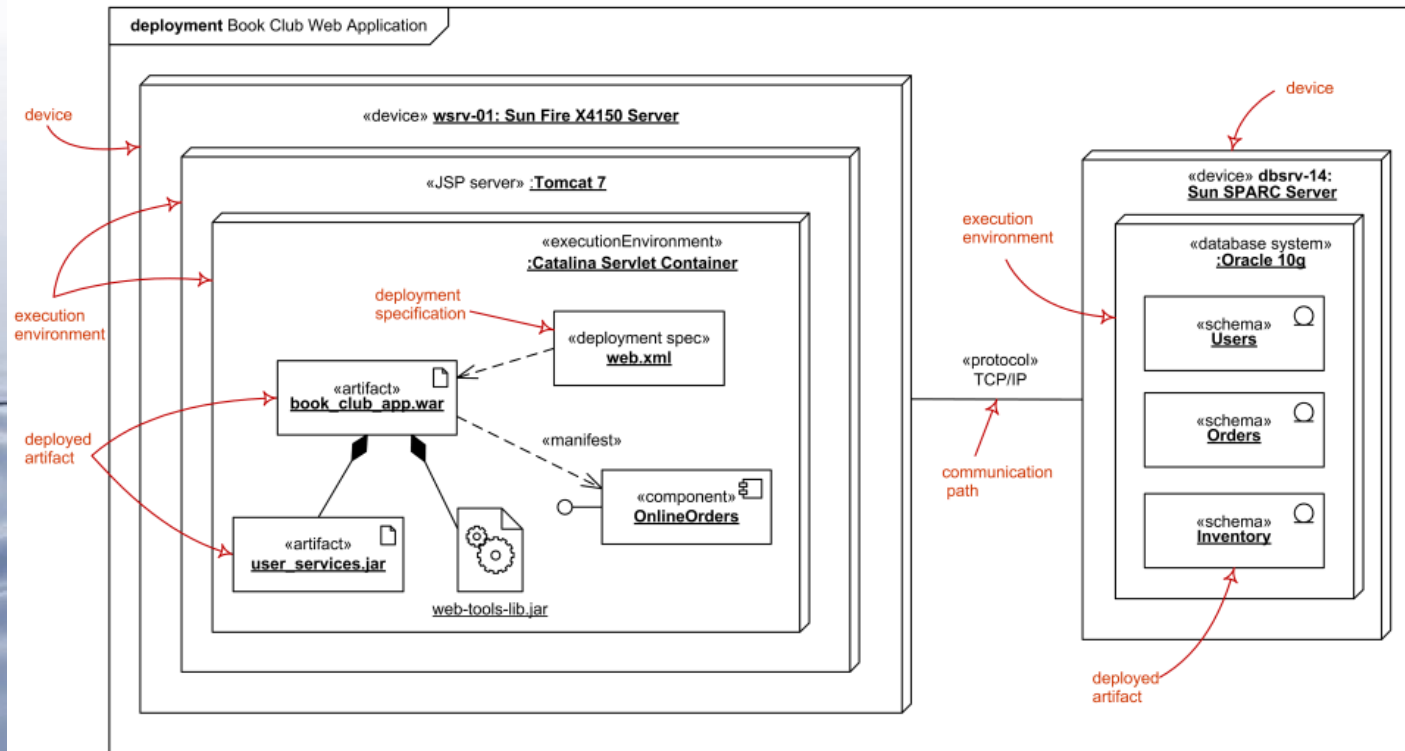 deployment Book Club Web Application
device
«device» wsrv-01: Sun Fire X4150 Server
«JSP server» :Tomcat 7
«executionEnvironment»
:Catalina Servlet Container
execution
environment
deployment
specification
«deployment spec»
web.xml
«artifact»
book_club_app.war
deployed
artifact
«manifest»
«component»
OnlineOrders
«artifact»
user_services.jar
web-tools-lib.jar
«protocol»
TCP/IP
communication
path
device
«device» dbsrv-14:
Sun SPARC Server
execution
environment
«database system»
:Oracle 10g
«schema»
Users
«schema»
Orders
«schema»
Inventory
deployed
artifact